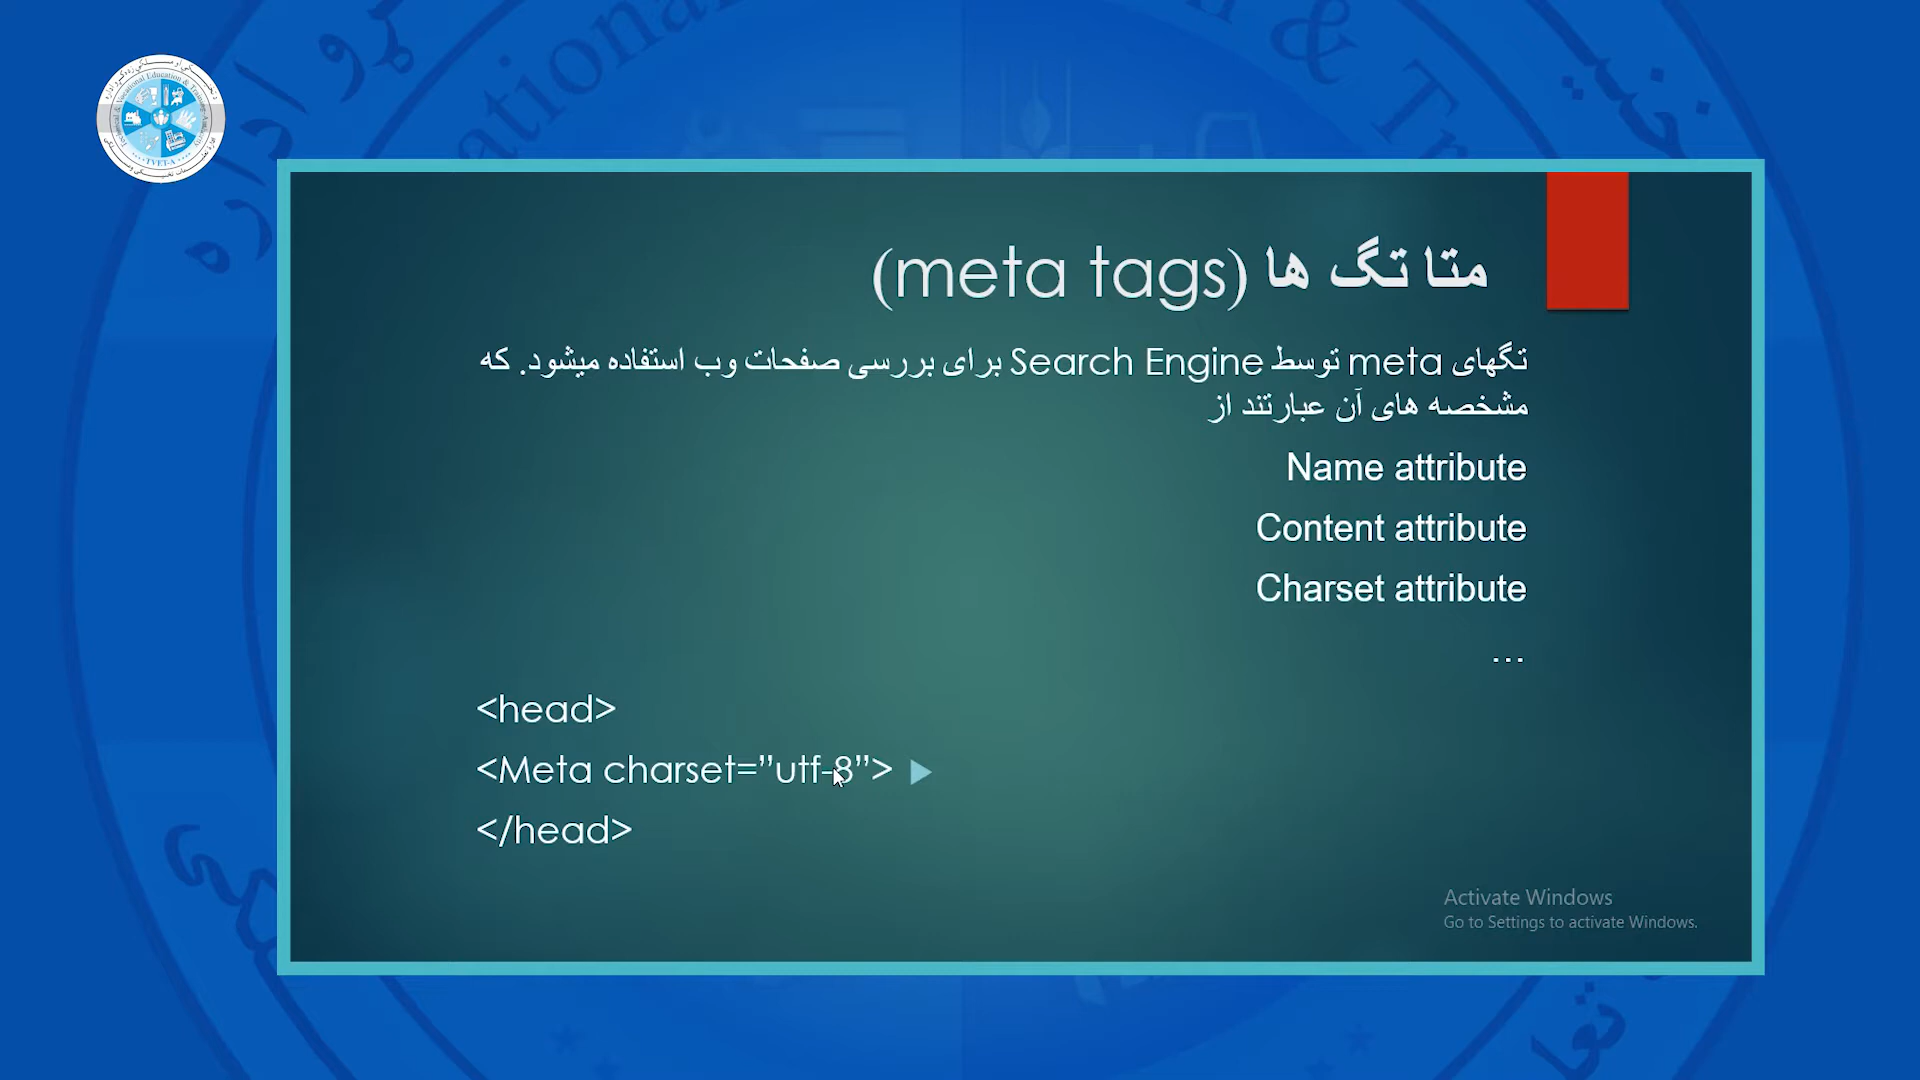 متا تگ ها (meta tags)
تگهای meta توسط Search Engine برای بررسی صفحات وب استفاده میشود. که
مشخصه های آن عبارتند از
Name attribute
Content attribute
Charset attribute
...
<head>
<Meta charset=”utf-8”>
</head>
Activate Windows
Go to Settings to activate Windows.